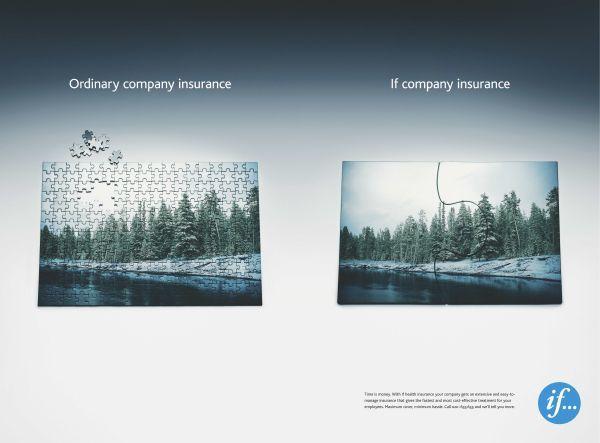 Ordinary company insurance
If company insurance
Time is money. With If health insurance your company gets an extensive and easy-to-
manage insurance that gives the fastest and most cost-effective treatment for your
employees. Maximum cover, minimum hassle. Call and we'll tell you more.
if...